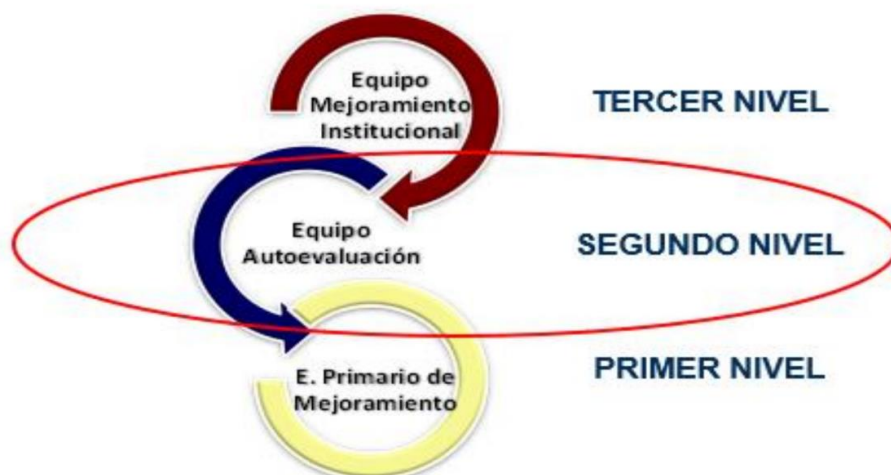 Equipo
Mejoramiento
Institucional
TERCER NIVEL
Equipo
Autoevaluación
SEGUNDO NIVEL
E. Primario de
Mejoramiento
PRIMER NIVEL